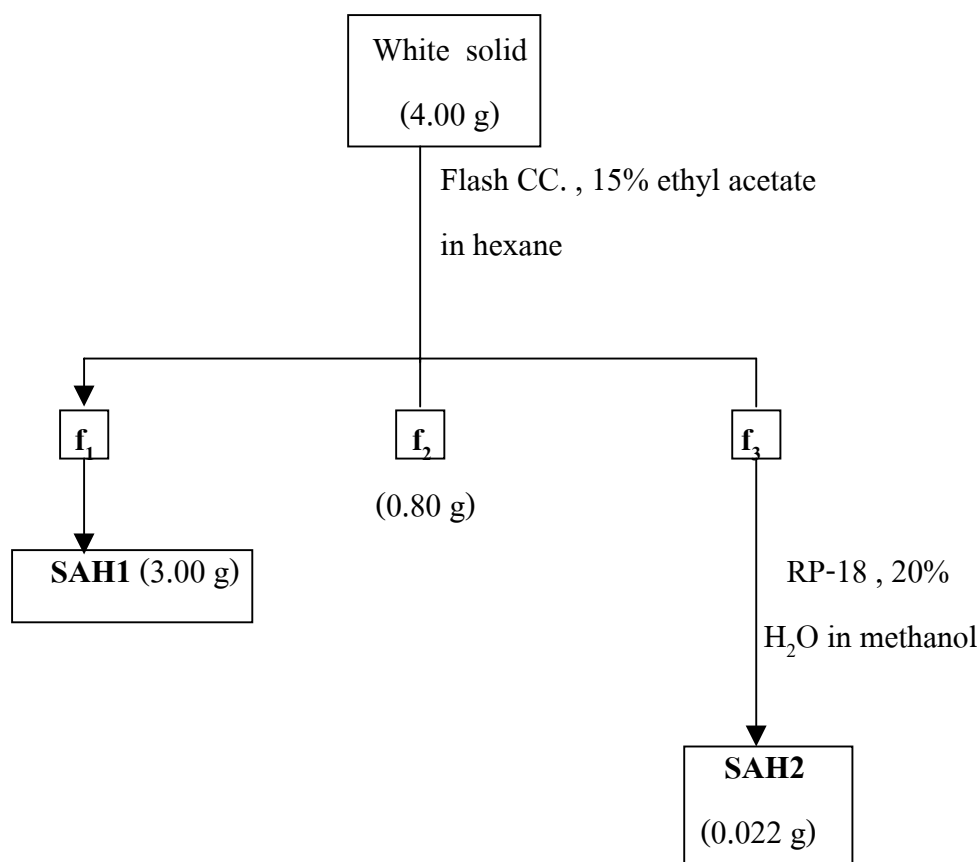 White solid
(4.00 g)
Flash CC. , 15% ethyl acetate
in hexane
f₁
f₂
f₃
(0.80 g)
SAH1 (3.00 g)
RP-18 , 20%
H₂O in methanol
SAH2
(0.022 g)